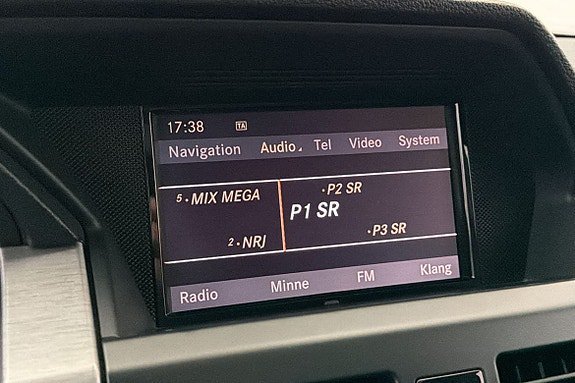 17:38 TA
Navigation Audio Tel Video System
5·MIX MEGA ·P2 SR
P1 SR
2·NRJ ·P3 SR
Radio Minne FM Klang